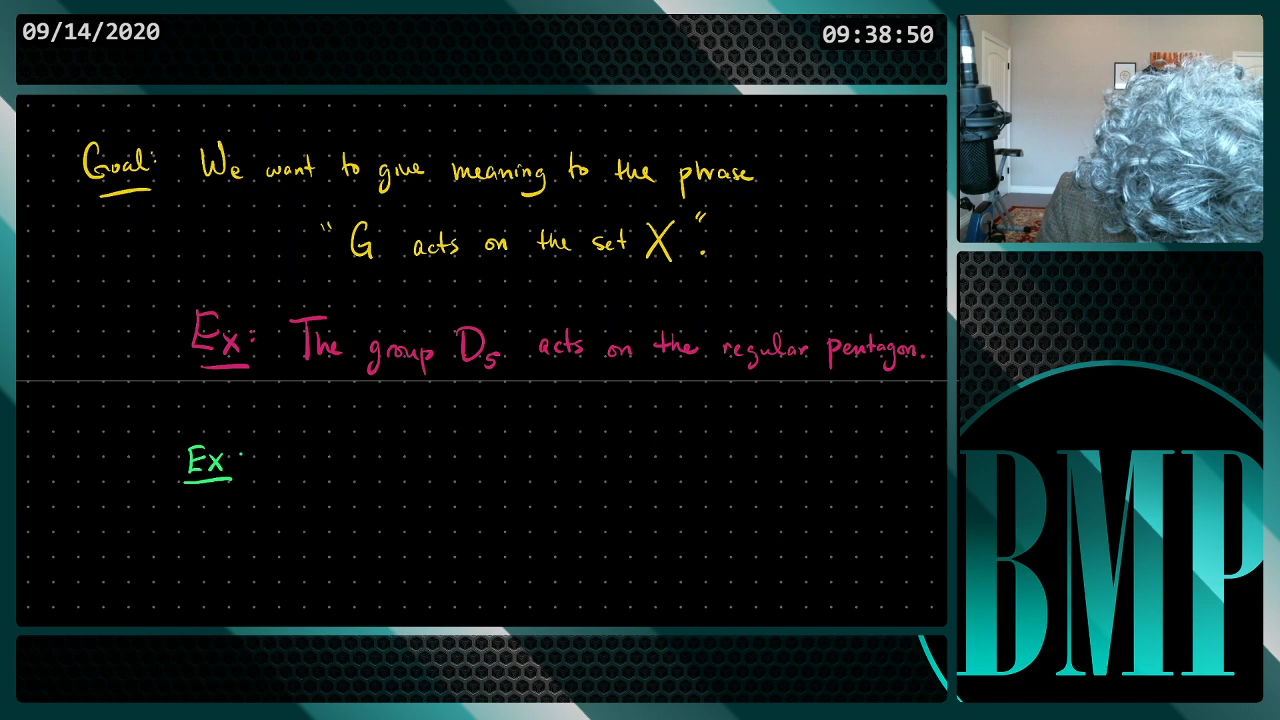 09/14/2020
09:38:50
Goal: We want to give meaning to the phrase
"G acts on the set X".
Ex: The group D5 acts on the regular pentagon.
Ex:
BMP